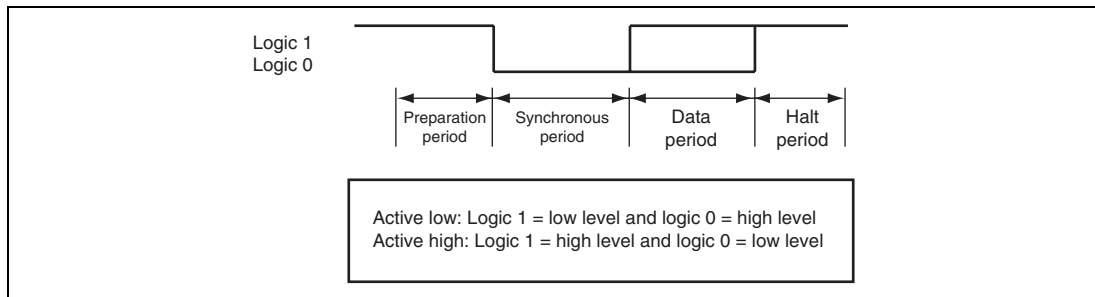 Logic 1
Logic 0
Preparation
period
Synchronous
period
Data
period
Halt
period
Active low: Logic 1 = low level and logic 0 = high level
Active high: Logic 1 = high level and logic 0 = low level